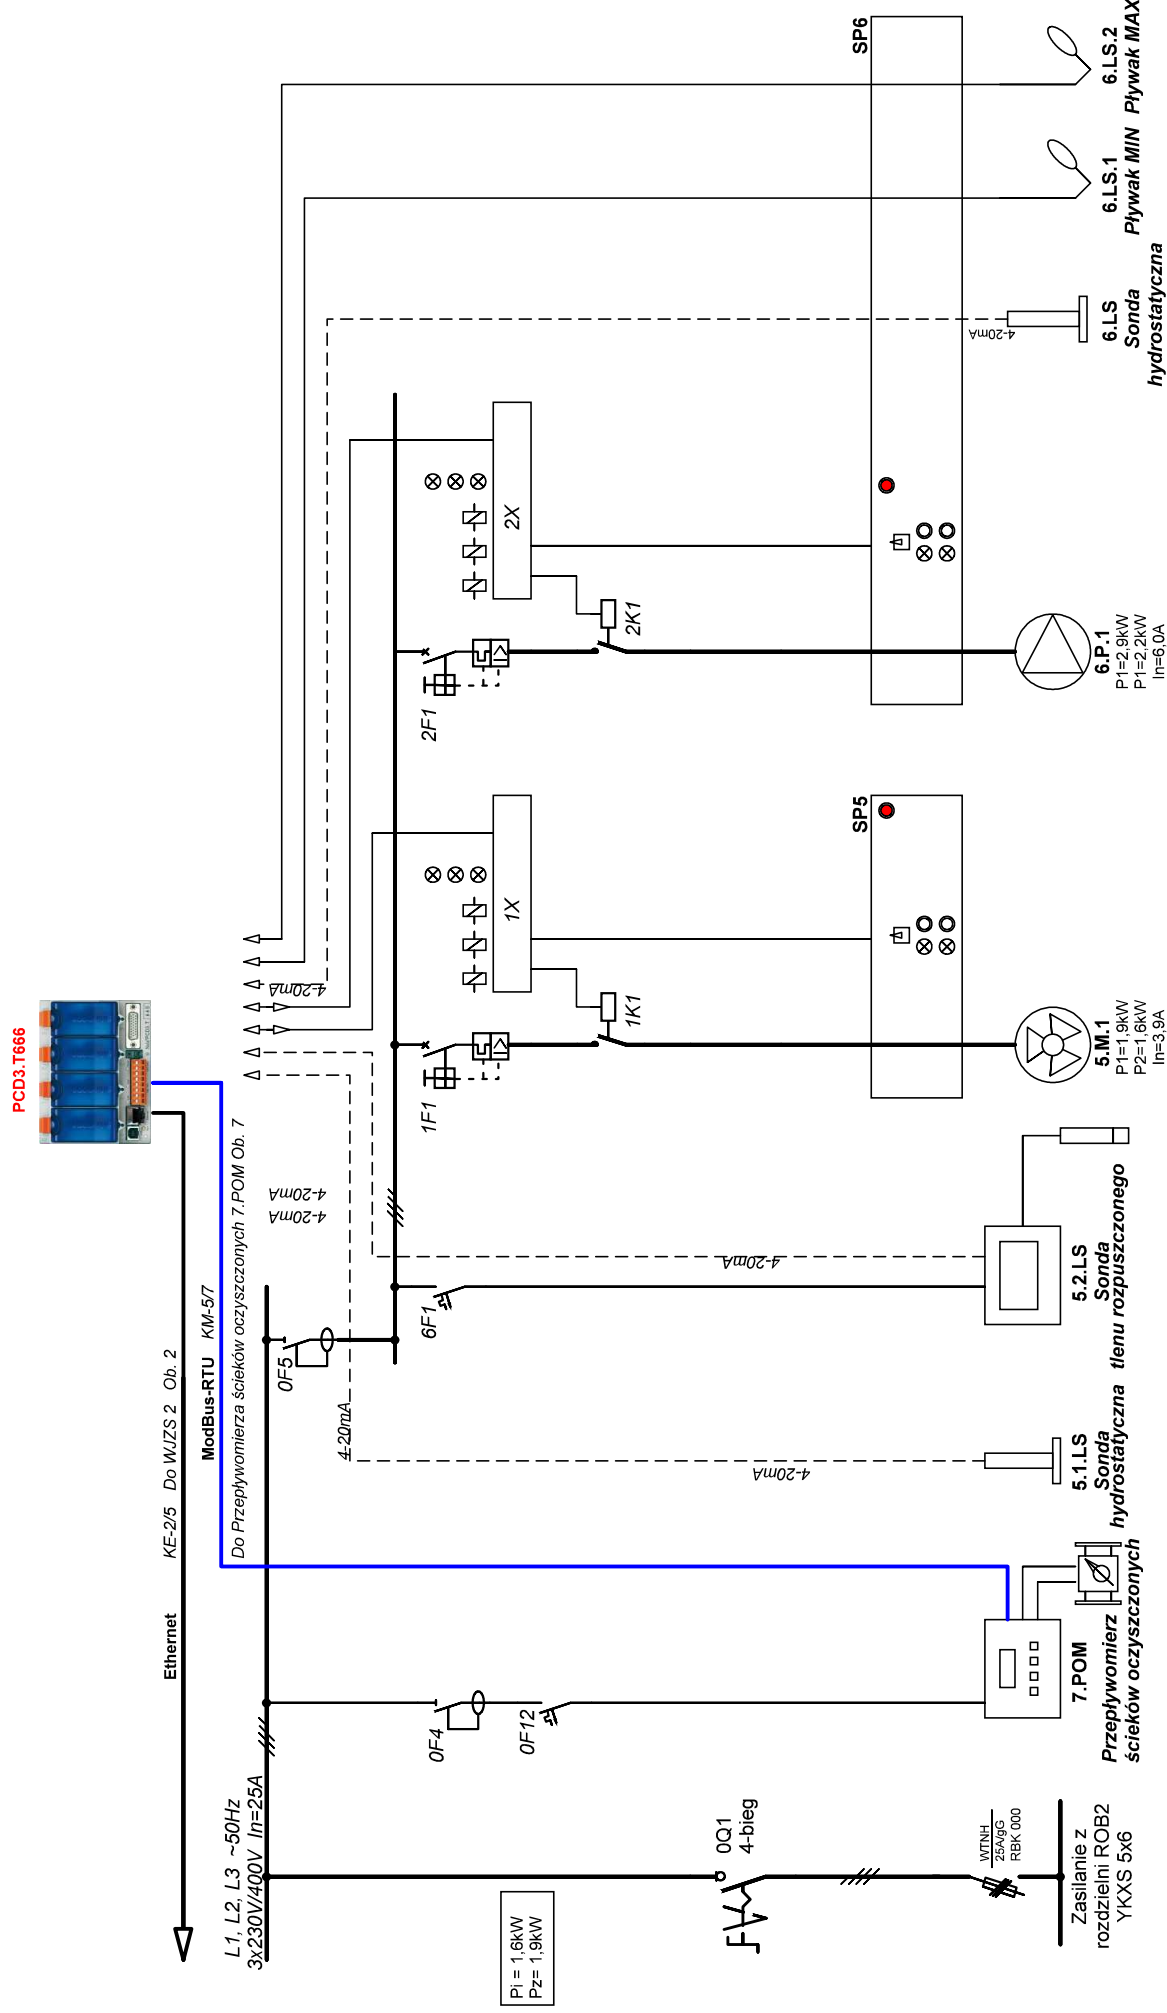 PCD3.T666
Ethernet
KE-2/5 Do WJZS 2 Ob. 2
ModBus-RTU KM-5/7
Do Przepływomierza ścieków oczyszczonych 7.POM Ob. 7
L1, L2, L3 ~50Hz
3x230V/400V In=25A
4-20mA
4-20mA
4-20mA
4-20mA
4-20mA
4-20mA
4-20mA
0F5
0F4
0F12
6F1
1F1
2F1
1X
2X
1K1
2K1
SP5
SP6
Pi = 1,6kW
Pz= 1,9kW
0Q1
4-bieg
WTNH
25A/gG
RBK 000
Zasilanie z
rozdzielni ROB2
YKXS 5x6
7.POM
Przepływomierz
ścieków oczyszczonych
5.1.LS
Sonda
hydrostatyczna
5.2.LS
Sonda
tlenu rozpuszczonego
5.M.1
P1=1,9kW
P2=1,6kW
In=3,9A
6.P.1
P1=2,9kW
P1=2,2kW
In=6,0A
6.LS
Sonda
hydrostatyczna
6.LS.1
Pływak MIN
6.LS.2
Pływak MAX